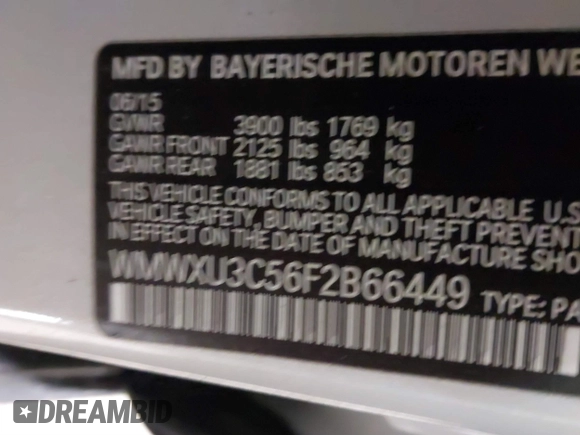 MFD BY BAYERISCHE MOTOREN WE
06/15
GVWR 3900 lbs 1769 kg
GAWR FRONT 2125 lbs 964 kg
GAWR REAR 1881 lbs 853 kg
THIS VEHICLE CONFORMS TO ALL APPLICABLE U.S
VEHICLE SAFETY, BUMPER AND THEFT PREVENTI
IN EFFECT ON THE DATE OF MANUFACTURE SHO
WMWXU3C56F2B66449 TYPE: PA
DREAMBID